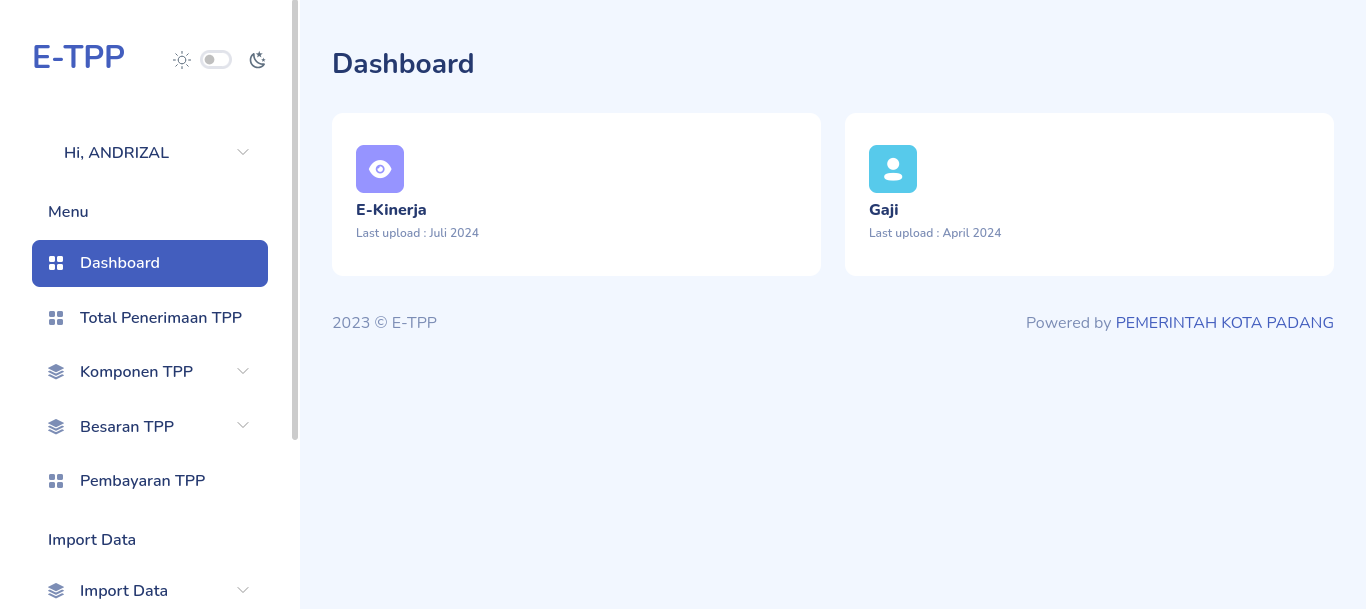 E-TPP
Hi, ANDRIZAL
Menu
Dashboard
Total Penerimaan TPP
Komponen TPP
Besaran TPP
Pembayaran TPP
Import Data
Import Data
Dashboard
E-Kinerja
Last upload : Juli 2024
Gaji
Last upload : April 2024
2023 © E-TPP
Powered by PEMERINTAH KOTA PADANG